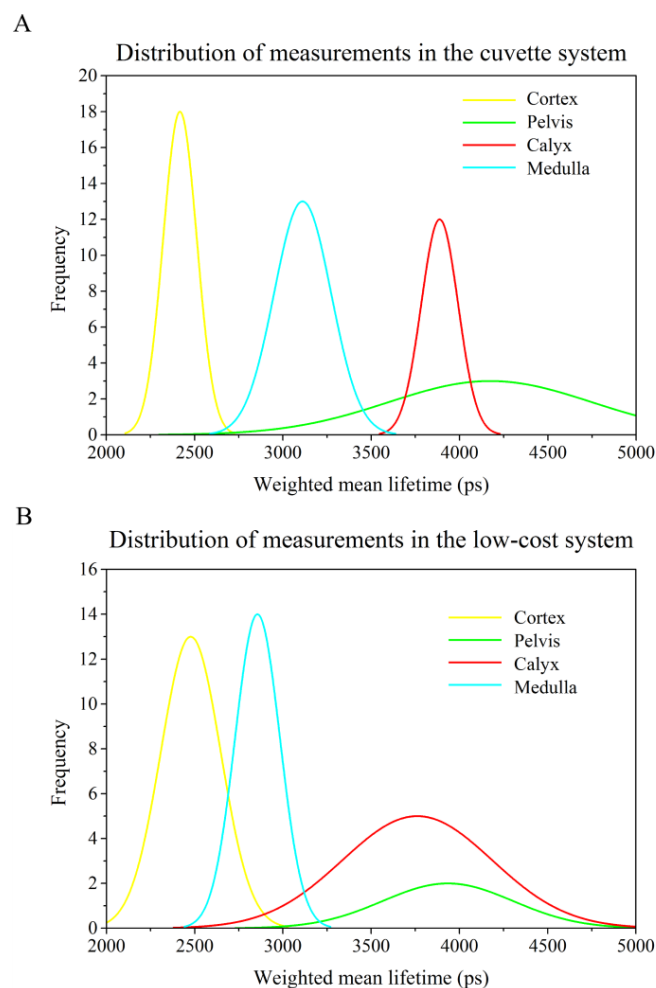 A
Distribution of measurements in the cuvette system
20
18
16
14
12
10
8
6
4
2
0
Frequency
Cortex
Pelvis
Calyx
Medulla
2000 2500 3000 3500 4000 4500 5000
Weighted mean lifetime (ps)
B
Distribution of measurements in the low-cost system
16
14
12
10
8
6
4
2
0
Frequency
Cortex
Pelvis
Calyx
Medulla
2000 2500 3000 3500 4000 4500 5000
Weighted mean lifetime (ps)